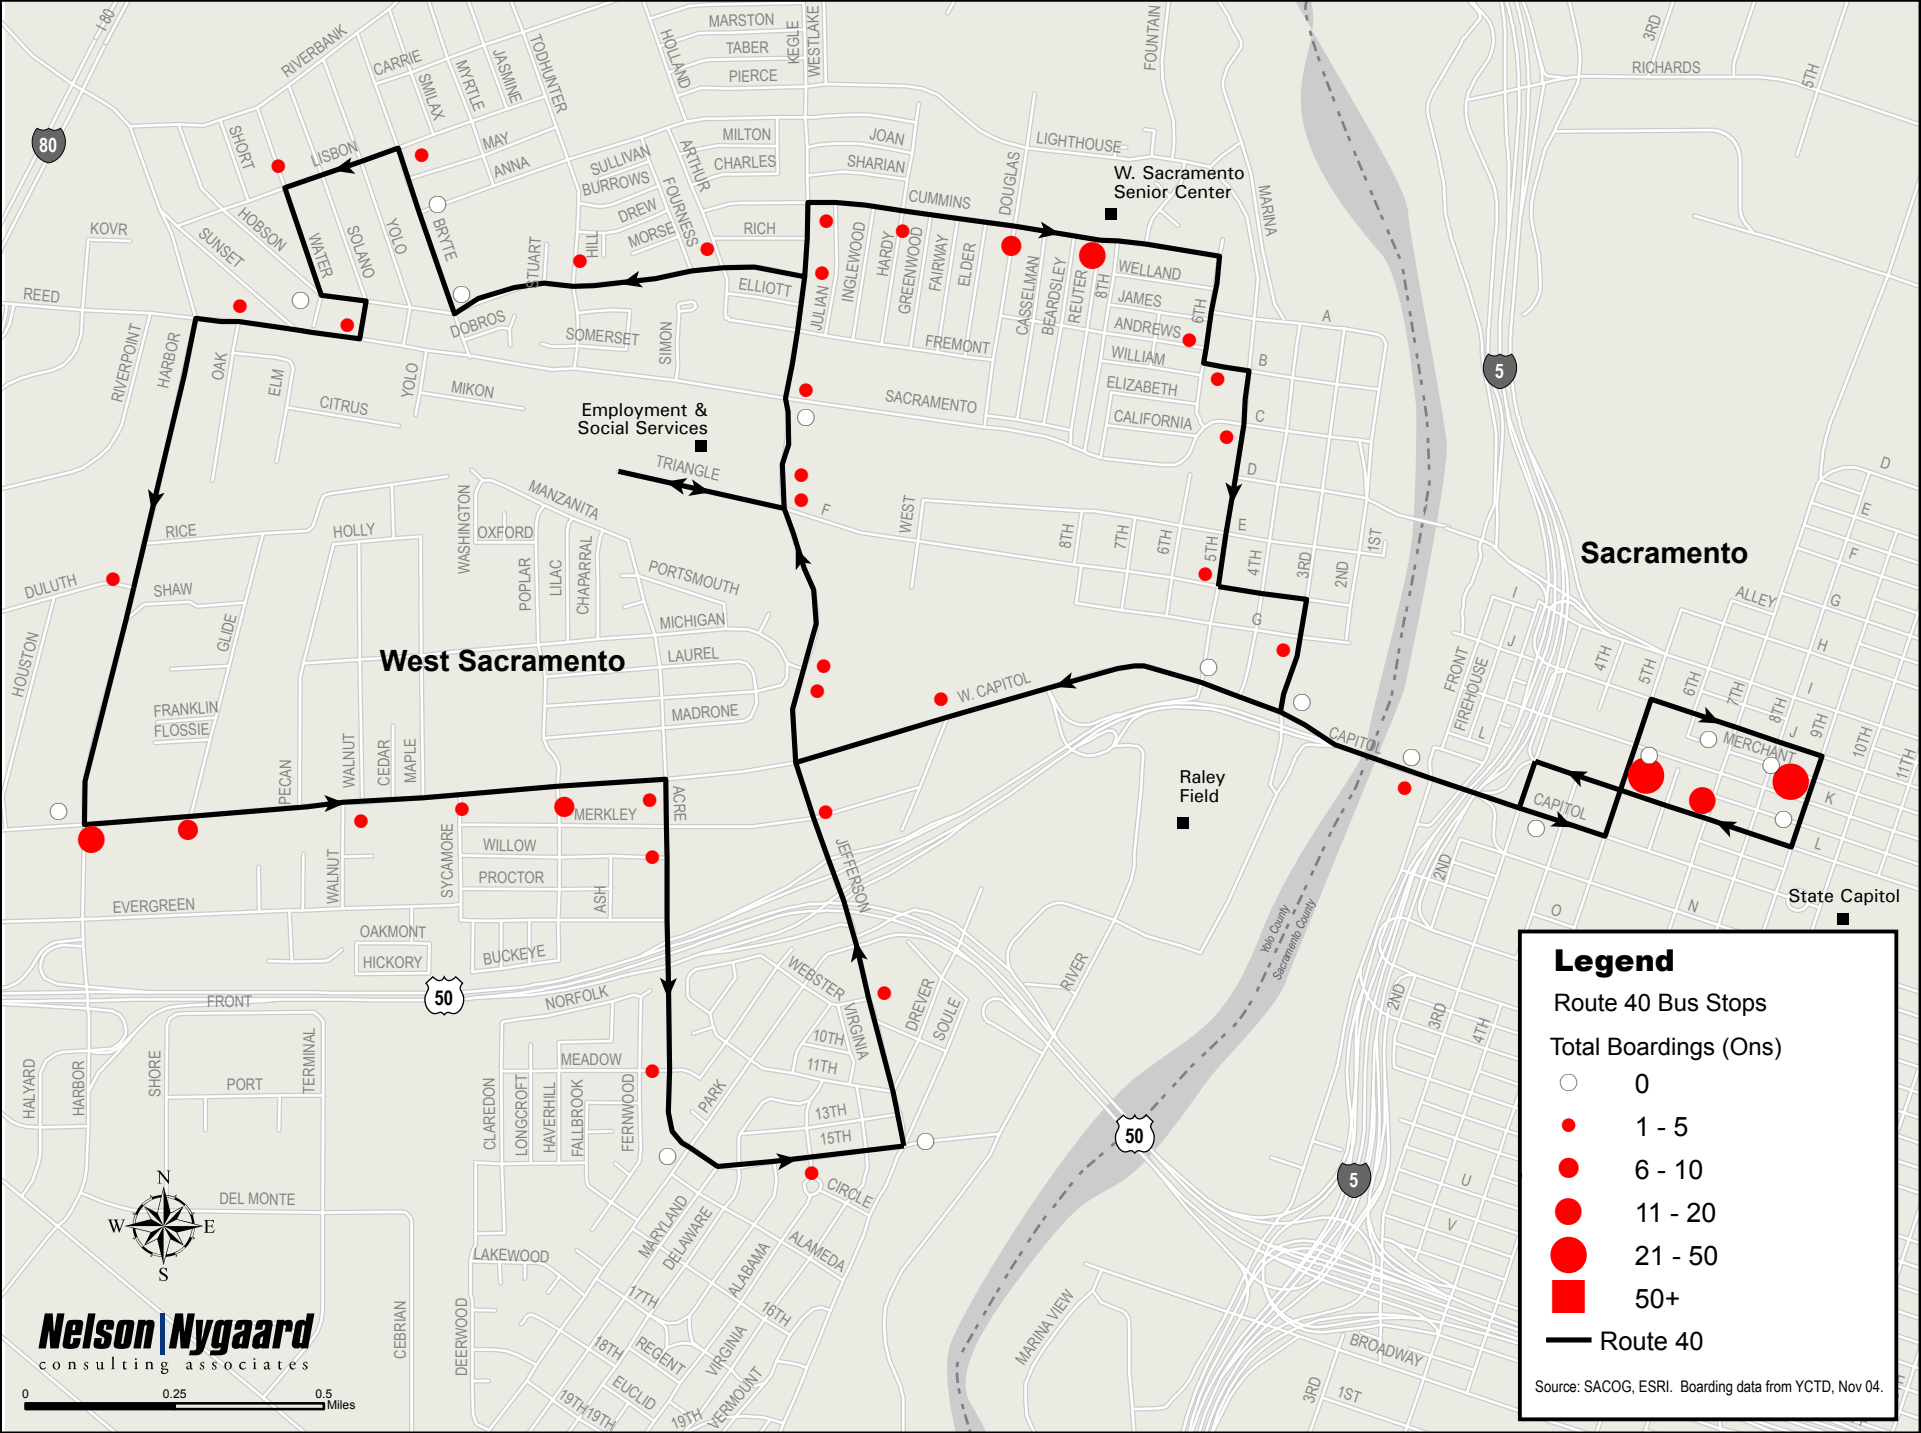 I-80
RIVERBANK
CARRIE
SMILAX
MYRTLE
JASMINE
TODHUNTER
HOLLAND
MARSTON
TABER
PIERCE
KEGLE
WESTLAKE
FOUNTAIN
3RD
RICHARDS
5TH
80
SHORT
LISBON
MAY
ANNA
SULLIVAN
BURROWS
DREW
MORSE
FOURNESS
ARTHUR
MILTON
CHARLES
RICH
JOAN
SHARIAN
CUMMINS
DOUGLAS
LIGHTHOUSE
W. Sacramento
Senior Center
MARINA
KOVR
SUNSET
HOBSON
WATER
SOLANO
YOLO
BRYTE
STUART
HILL
ELLIOTT
JULIAN
INGLEWOOD
HARDY
GREENWOOD
FAIRWAY
ELDER
CASSELMAN
BEARDSLEY
REUTER
8TH
WELLAND
JAMES
ANDREWS
WILLIAM
ELIZABETH
CALIFORNIA
6TH
A
B
C
D
E
5
REED
RIVERPOINT
HARBOR
OAK
ELM
CITRUS
YOLO
MIKON
DOBROS
SOMERSET
SIMON
FREMONT
SACRAMENTO
Employment &
Social Services
TRIANGLE
F
WEST
8TH
7TH
6TH
5TH
4TH
3RD
2ND
1ST
G
Sacramento
D
E
F
G
H
I
ALLEY
RICE
HOLLY
WASHINGTON
OXFORD
MANZANITA
POPLAR
LILAC
CHAPARRAL
PORTSMOUTH
MICHIGAN
LAUREL
MADRONE
DULUTH
SHAW
GLIDE
HOUSTON
West Sacramento
FRANKLIN
FLOSSIE
PECAN
WALNUT
CEDAR
MAPLE
ACRE
W. CAPITOL
CAPITOL
I
J
FRONT
FIREHOUSE
L
4TH
5TH
6TH
7TH
8TH
9TH
10TH
11TH
J
MERCHANT
K
L
CAPITOL
Raley
Field
State Capitol
N
O
MERKLEY
WILLOW
PROCTOR
SYCAMORE
WALNUT
ASH
EVERGREEN
OAKMONT
HICKORY
BUCKEYE
JEFFERSON
50
FRONT
NORFOLK
WEBSTER
VIRGINIA
DREVER
SOULE
RIVER
Yolo County
Sacramento County
2ND
2ND
3RD
4TH
HALYARD
HARBOR
SHORE
PORT
TERMINAL
CLAREDON
LONGCROFT
HAVERHILL
FALLBROOK
FERNWOOD
MEADOW
PARK
10TH
11TH
13TH
15TH
CIRCLE
50
5
U
V
N
W
E
S
DEL MONTE
LAKEWOOD
DEERWOOD
CEBRIAN
MARYLAND
DELAWARE
ALABAMA
ALAMEDA
17TH
16TH
18TH
REGENT
VIRGINIA
EUCLID
19TH
19TH
19TH
VERMOUNT
MARINA VIEW
BROADWAY
3RD
1ST
Nelson|Nygaard
consulting associates
0 0.25 0.5
Miles
Legend
Route 40 Bus Stops
Total Boardings (Ons)
0
1 - 5
6 - 10
11 - 20
21 - 50
50+
Route 40
Source: SACOG, ESRI. Boarding data from YCTD, Nov 04.